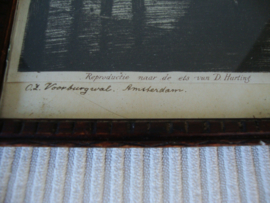 Reproductie naar de ets van D. Harting
O.Z. Voorburgwal. Amsterdam.